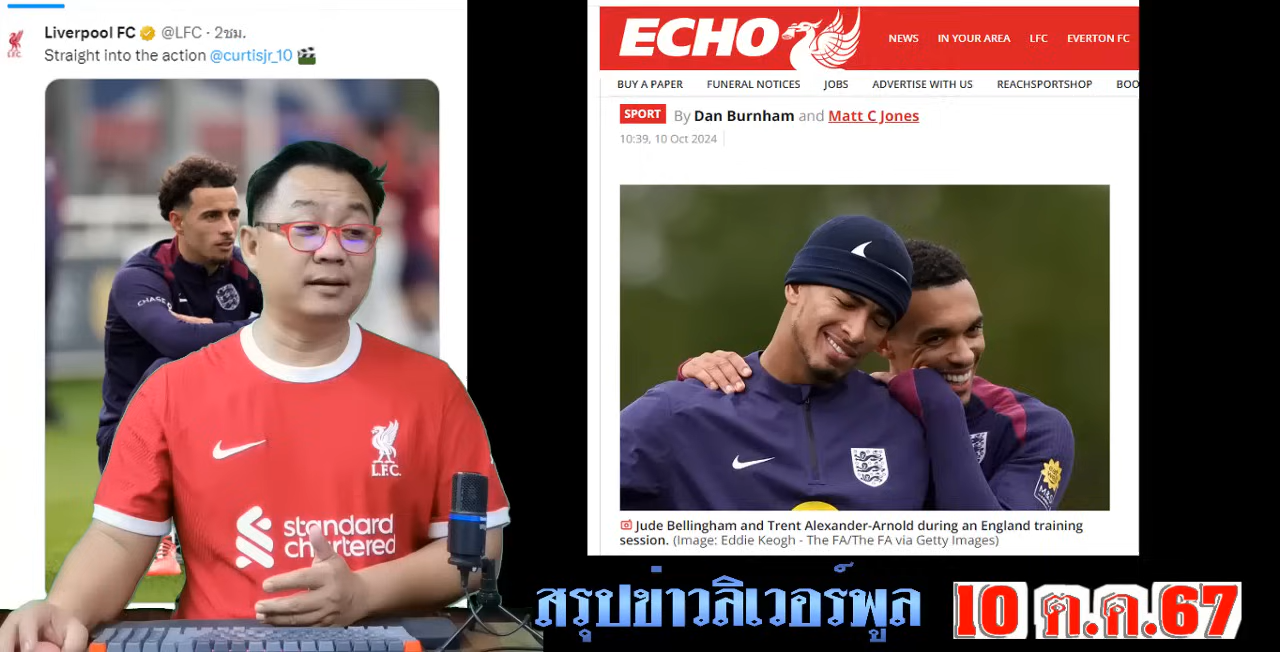 Liverpool FC @LFC · 2ชม.
Straight into the action @curtisjr_10
L.F.C.
CHASE
L.F.C.
standard
chartered
ECHO
NEWS IN YOUR AREA LFC EVERTON FC
BUY A PAPER FUNERAL NOTICES JOBS ADVERTISE WITH US REACHSPORTSHOP BOO
SPORT By Dan Burnham and Matt C Jones
10:39, 10 Oct 2024
M&S
Jude Bellingham and Trent Alexander-Arnold during an England training
session. (Image: Eddie Keogh - The FA/The FA via Getty Images)
สรุปข่าวลิเวอร์พูล 10 ต.ค.67